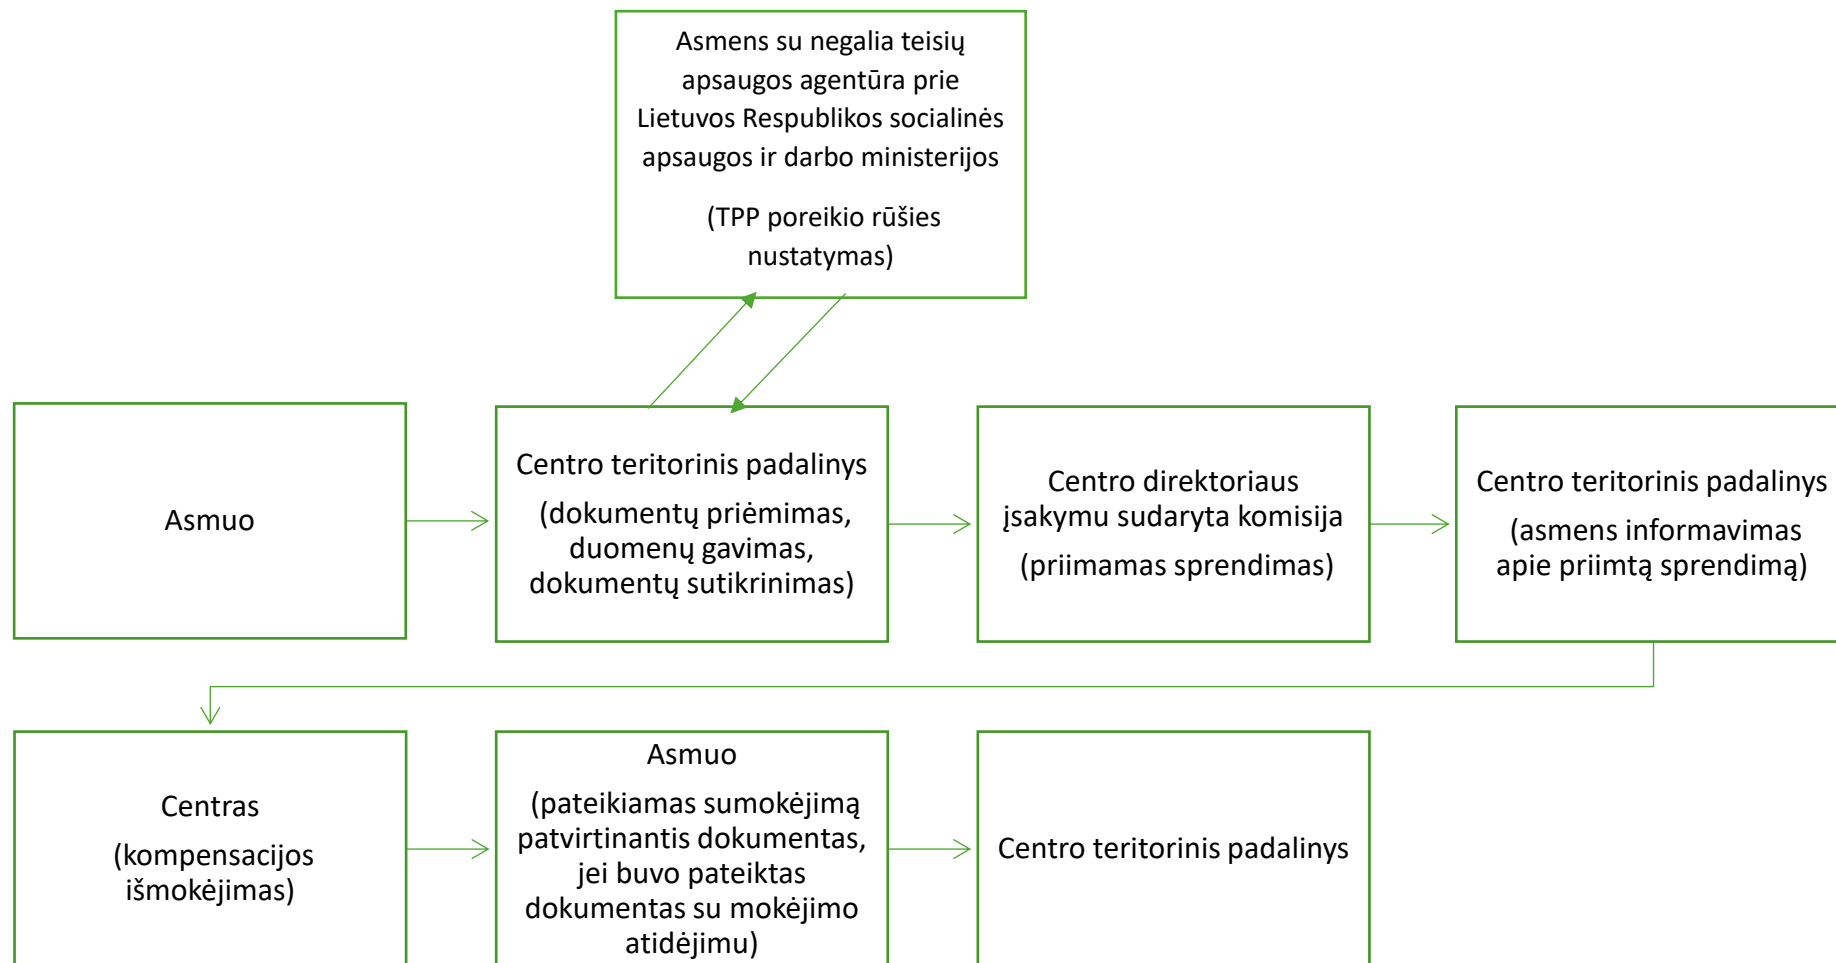 Asmens su negalia teisių
apsaugos agentūra prie
Lietuvos Respublikos socialinės
apsaugos ir darbo ministerijos
(TPP poreikio rūšies
nustatymas)
Asmuo
Centro teritorinis padalinys
(dokumentų priėmimas,
duomenų gavimas,
dokumentų sutikrinimas)
Centro direktoriaus
įsakymu sudaryta komisija
(priimamas sprendimas)
Centro teritorinis padalinys
(asmens informavimas
apie priimtą sprendimą)
Centras
(kompensacijos
išmokėjimas)
Asmuo
(pateikiamas sumokėjimą
patvirtinantis dokumentas,
jei buvo pateiktas
dokumentas su mokėjimo
atidėjimu)
Centro teritorinis padalinys